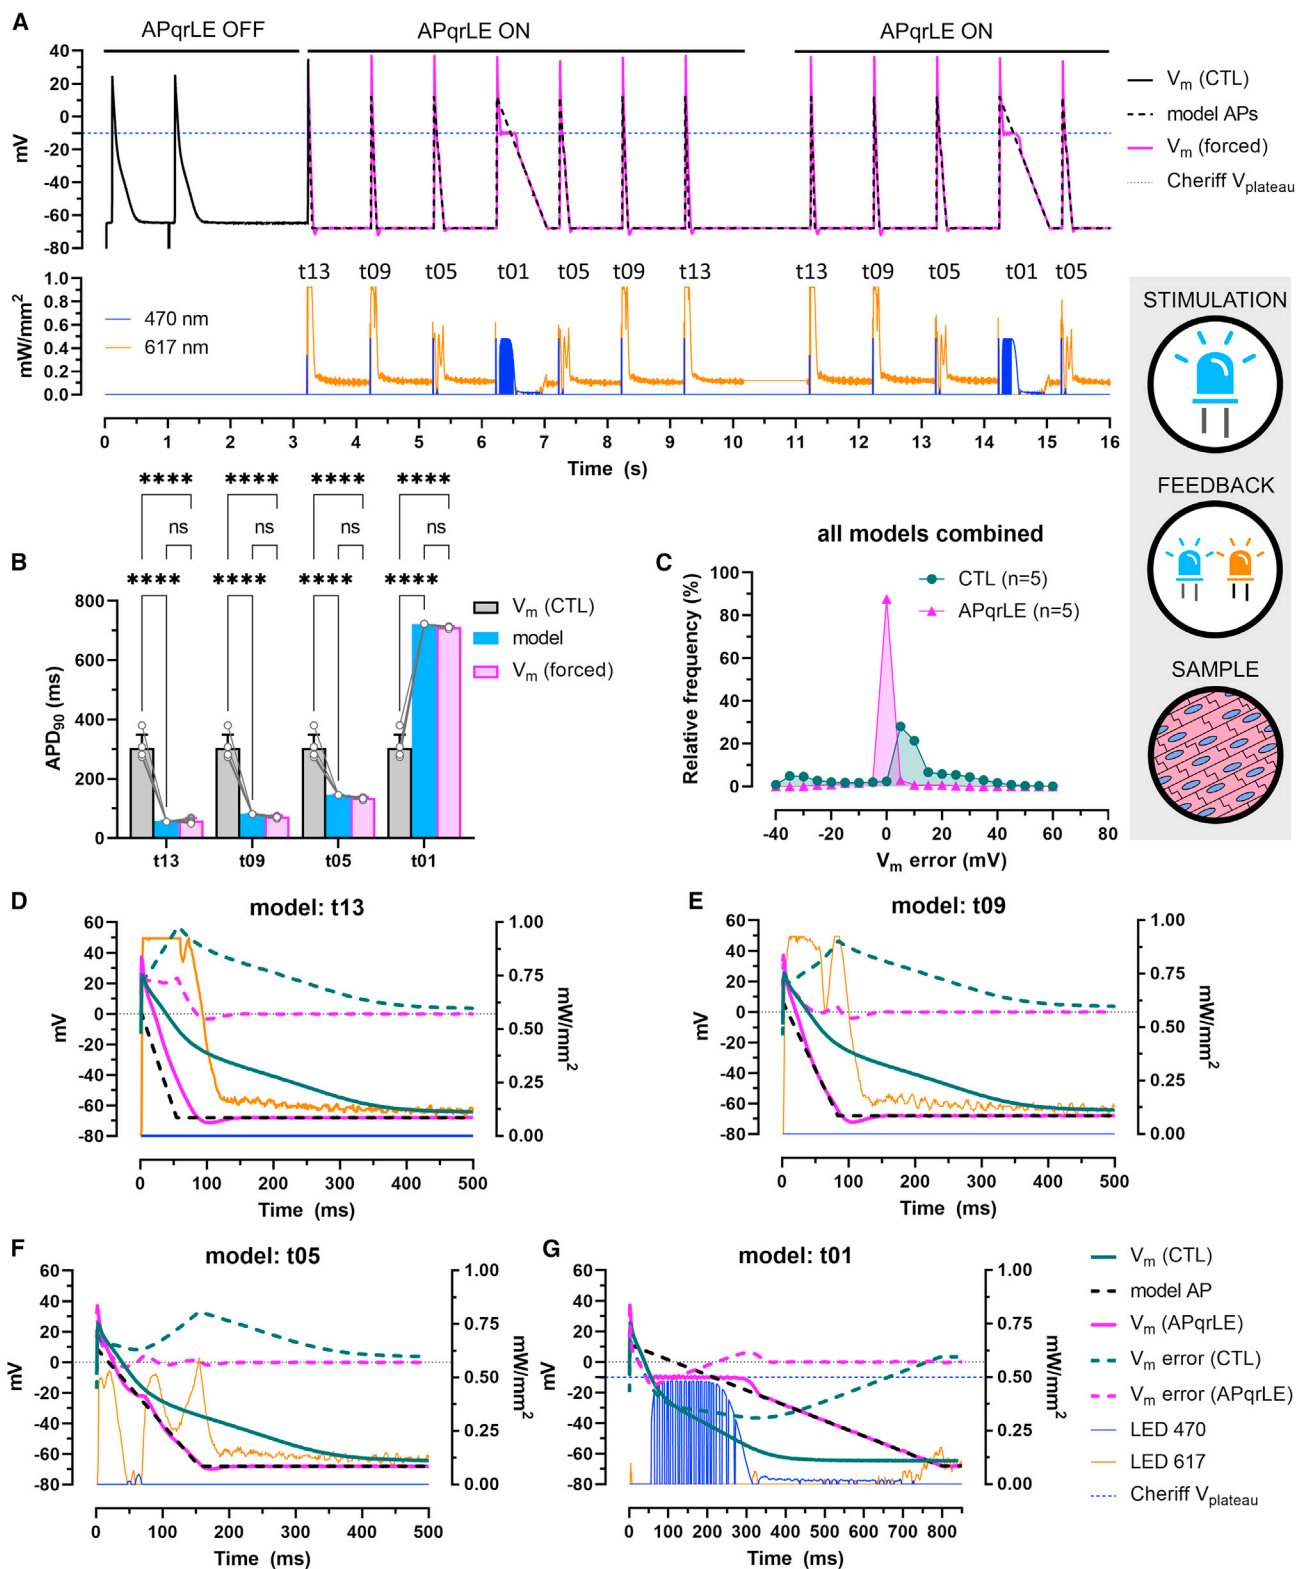 A
APqrLE OFF
APqrLE ON
APqrLE ON
40
20
0
-20
-40
-60
-80
mV
Vm (CTL)
model APs
Vm (forced)
Cheriff Vplateau
t13 t09 t05 t01 t05 t09 t13 t13 t09 t05 t01 t05
1.0
0.8
0.6
0.4
0.2
0.0
mW/mm2
470 nm
617 nm
0 1 2 3 4 5 6 7 8 9 10 11 12 13 14 15 16
Time (s)
STIMULATION
FEEDBACK
SAMPLE
B
**** **** **** ****
ns ns ns ns
**** **** **** ****
800
600
400
200
0
APD90 (ms)
t13 t09 t05 t01
Vm (CTL)
model
Vm (forced)
C
all models combined
100
80
60
40
20
0
Relative frequency (%)
CTL (n=5)
APqrLE (n=5)
-40 -20 0 20 40 60 80
Vm error (mV)
D
model: t13
60
40
20
0
-20
-40
-60
-80
mV
1.00
0.75
0.50
0.25
0.00
mW/mm2
0 100 200 300 400 500
Time (ms)
E
model: t09
60
40
20
0
-20
-40
-60
-80
mV
1.00
0.75
0.50
0.25
0.00
mW/mm2
0 100 200 300 400 500
Time (ms)
F
model: t05
60
40
20
0
-20
-40
-60
-80
mV
1.00
0.75
0.50
0.25
0.00
mW/mm2
0 100 200 300 400 500
Time (ms)
G
model: t01
60
40
20
0
-20
-40
-60
-80
1.00
0.75
0.50
0.25
0.00
mW/mm2
0 100 200 300 400 500 600 700 800
Time (ms)
Vm (CTL)
model AP
Vm (APqrLE)
Vm error (CTL)
Vm error (APqrLE)
LED 470
LED 617
Cheriff Vplateau